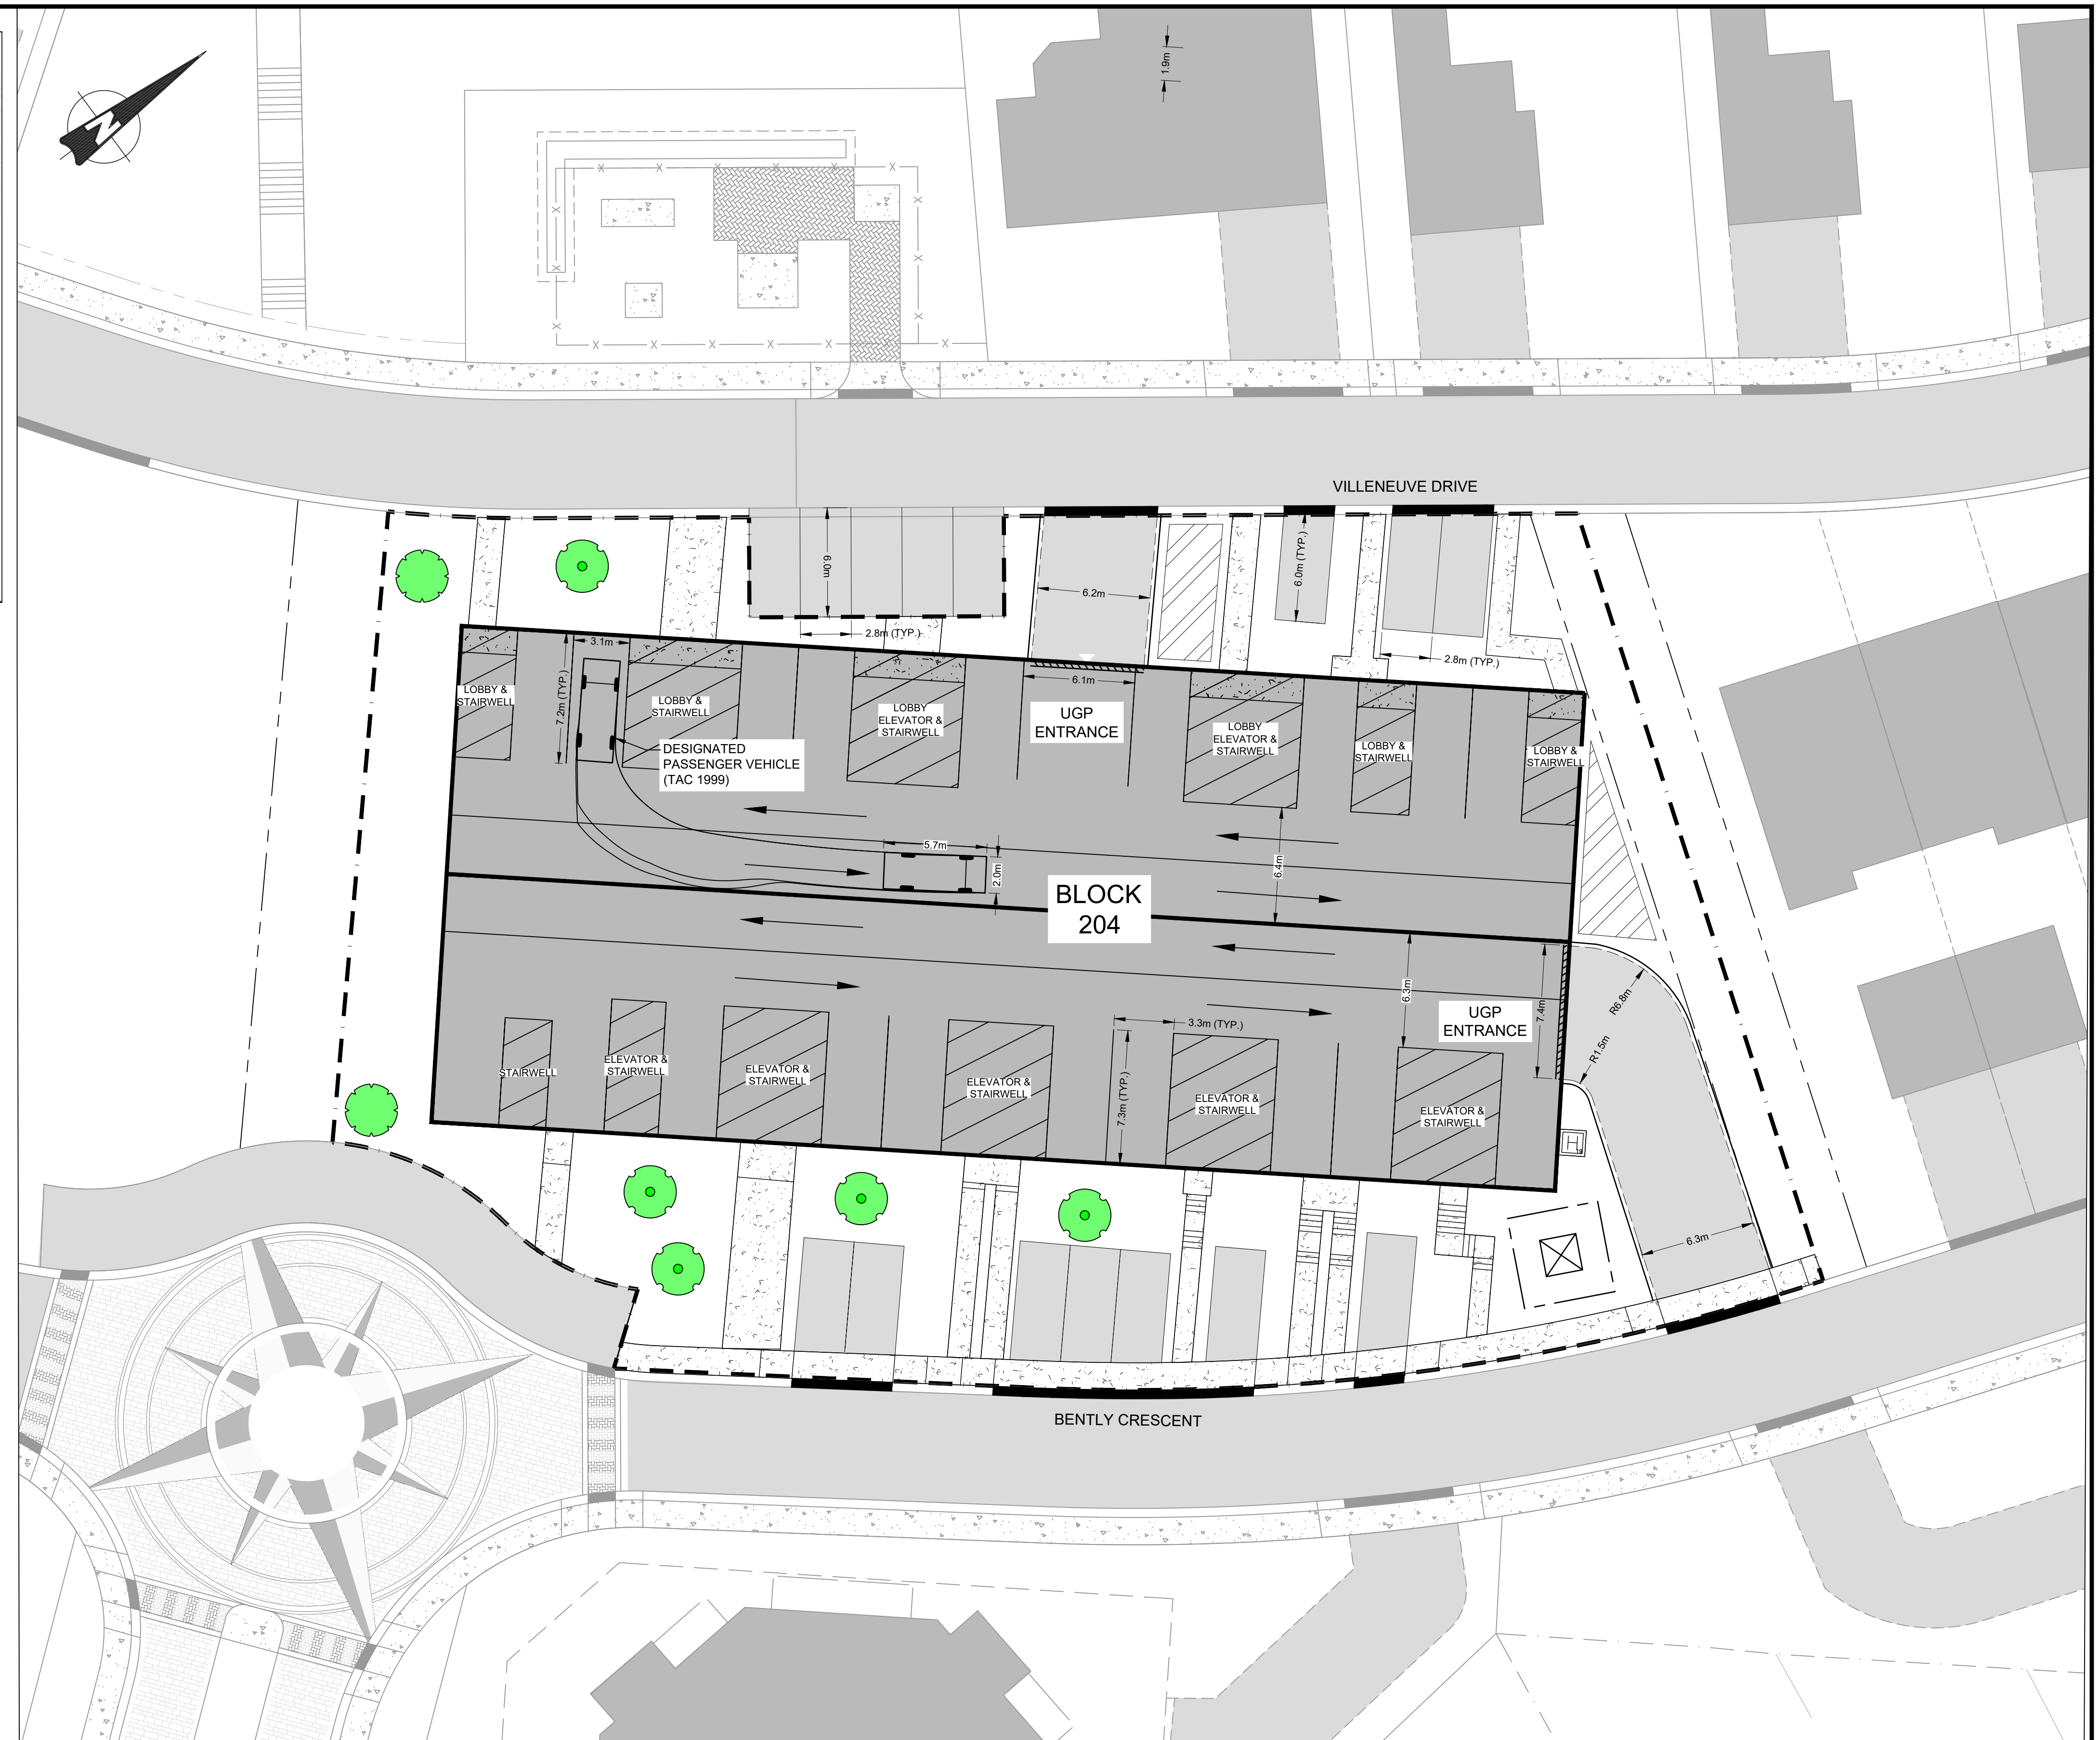 1.9m
N
VILLENEUVE DRIVE
6.0m
6.2m
6.0m (TYP.)
2.8m (TYP.)
2.8m (TYP.)
3.1m
7.2m (TYP.)
6.1m
LOBBY &
STAIRWELL
LOBBY &
STAIRWELL
LOBBY
ELEVATOR &
STAIRWELL
UGP
ENTRANCE
LOBBY
ELEVATOR &
STAIRWELL
LOBBY &
STAIRWELL
LOBBY &
STAIRWELL
DESIGNATED
PASSENGER VEHICLE
(TAC 1999)
5.7m
2.0m
6.4m
BLOCK
204
6.3m
7.4m
UGP
ENTRANCE
R6.8m
R1.5m
3.3m (TYP.)
7.3m (TYP.)
STAIRWELL
ELEVATOR &
STAIRWELL
ELEVATOR &
STAIRWELL
ELEVATOR &
STAIRWELL
ELEVATOR &
STAIRWELL
ELEVATOR &
STAIRWELL
H
6.3m
BENTLY CRESCENT